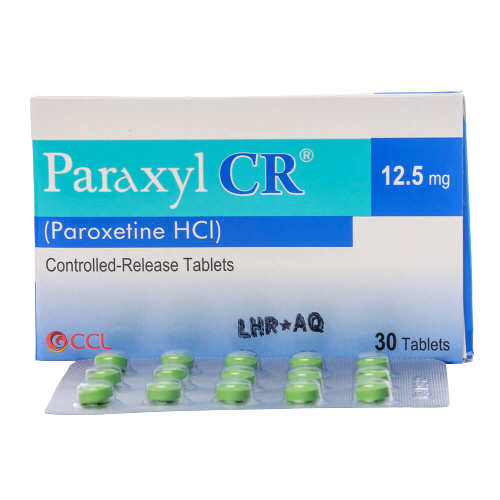 Paraxyl CR®
12.5 mg
(Paroxetine HCl)
Controlled-Release Tablets
LHR★AQ
CCL
30 Tablets